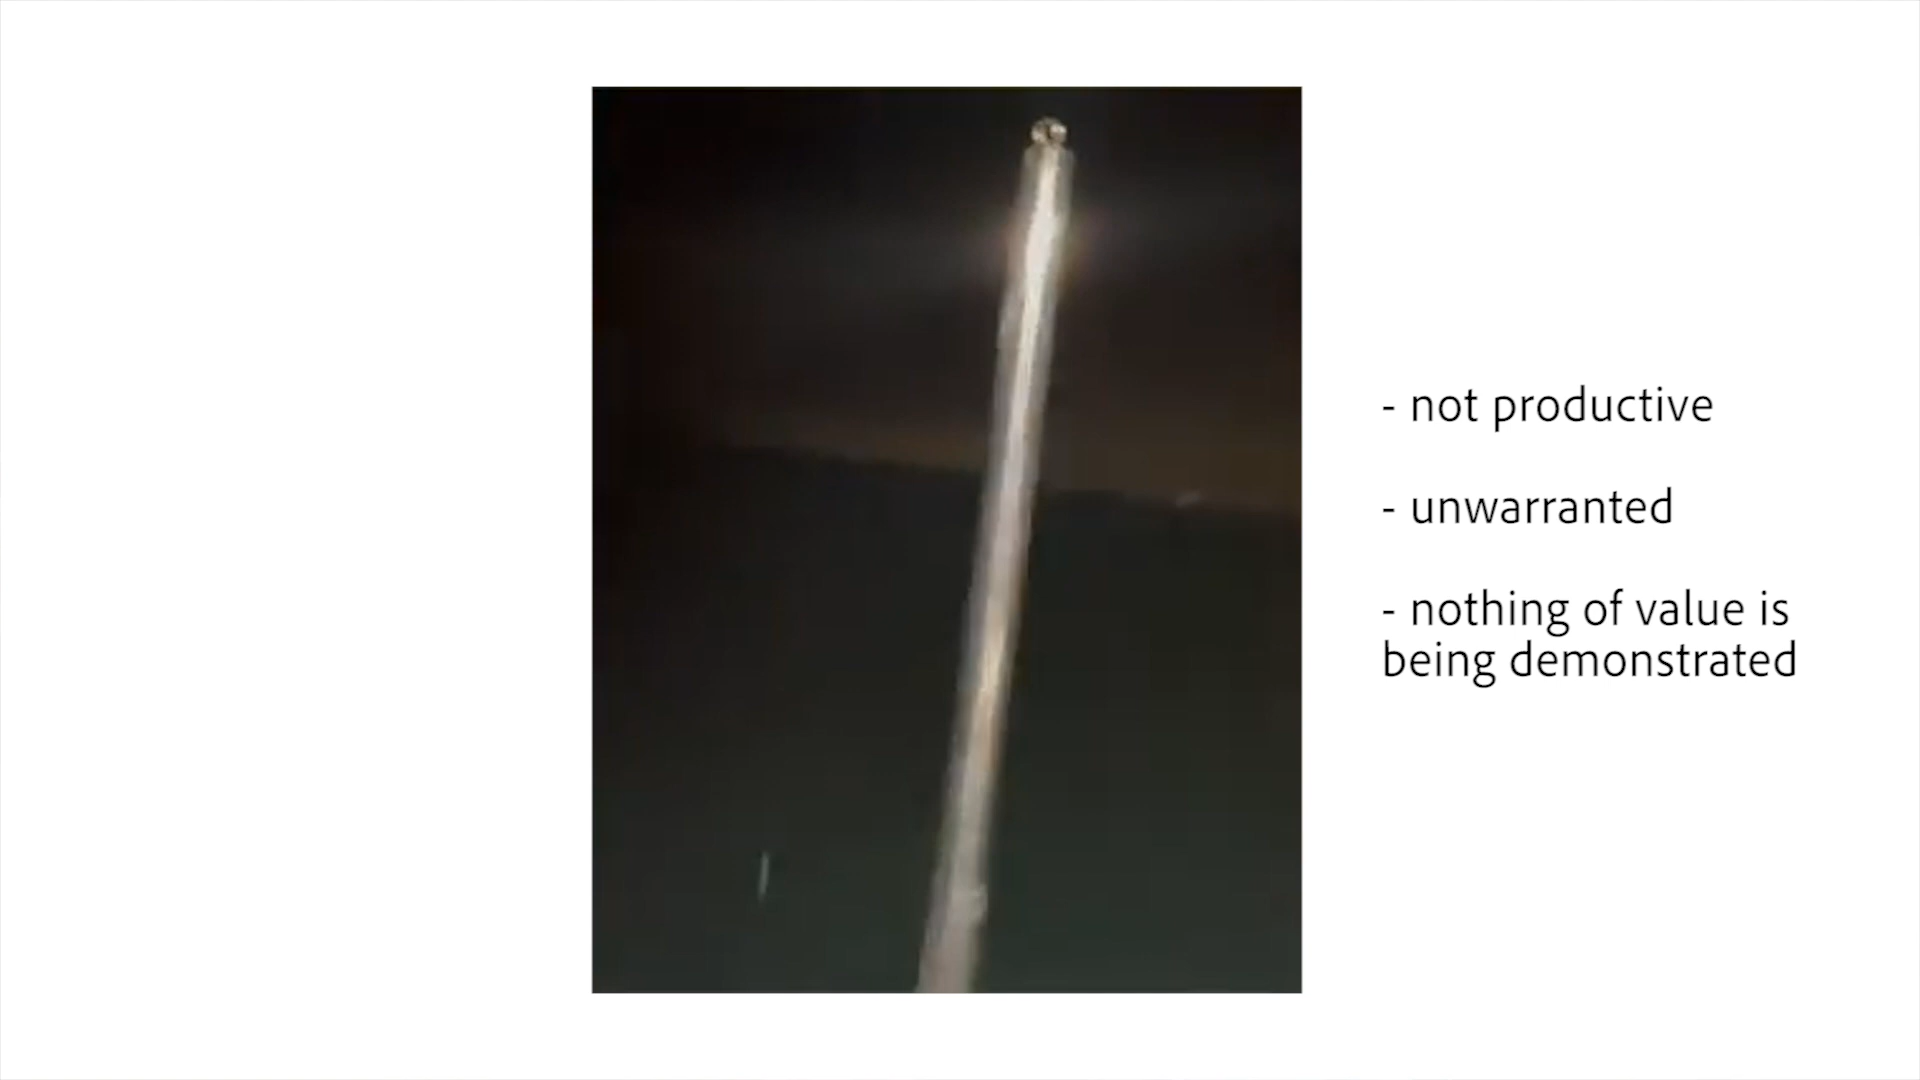 - not productive
- unwarranted
- nothing of value is
being demonstrated